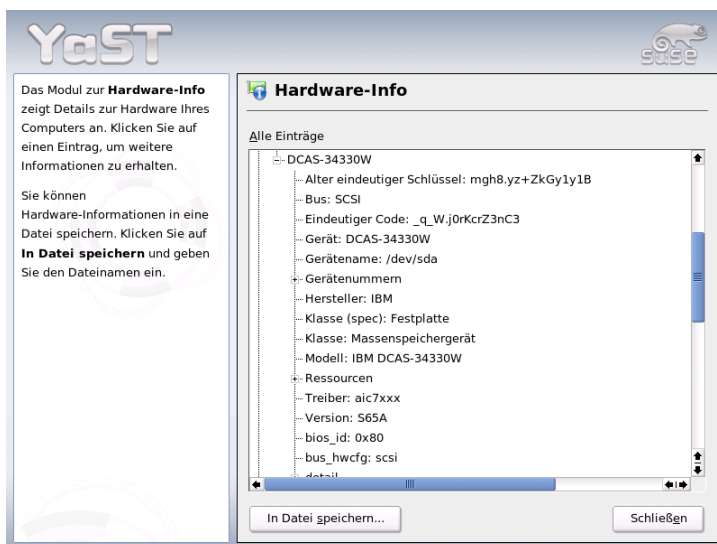 YaST
SUSE
Das Modul zur Hardware-Info
zeigt Details zur Hardware Ihres
Computers an. Klicken Sie auf
einen Eintrag, um weitere
Informationen zu erhalten.
Sie können
Hardware-Informationen in eine
Datei speichern. Klicken Sie auf
In Datei speichern und geben
Sie den Dateinamen ein.
Hardware-Info
Alle Einträge
DCAS-34330W
Alter eindeutiger Schlüssel: mgh8.yz+ZkGy1y1B
Bus: SCSI
Eindeutiger Code: _q_W.j0rKcrZ3nC3
Gerät: DCAS-34330W
Gerätename: /dev/sda
Gerätenummern
Hersteller: IBM
Klasse (spec): Festplatte
Klasse: Massenspeichergerät
Modell: IBM DCAS-34330W
Ressourcen
Treiber: aic7xxx
Version: S65A
bios_id: 0x80
bus_hwcfg: scsi
detail
In Datei speichern...
Schließen